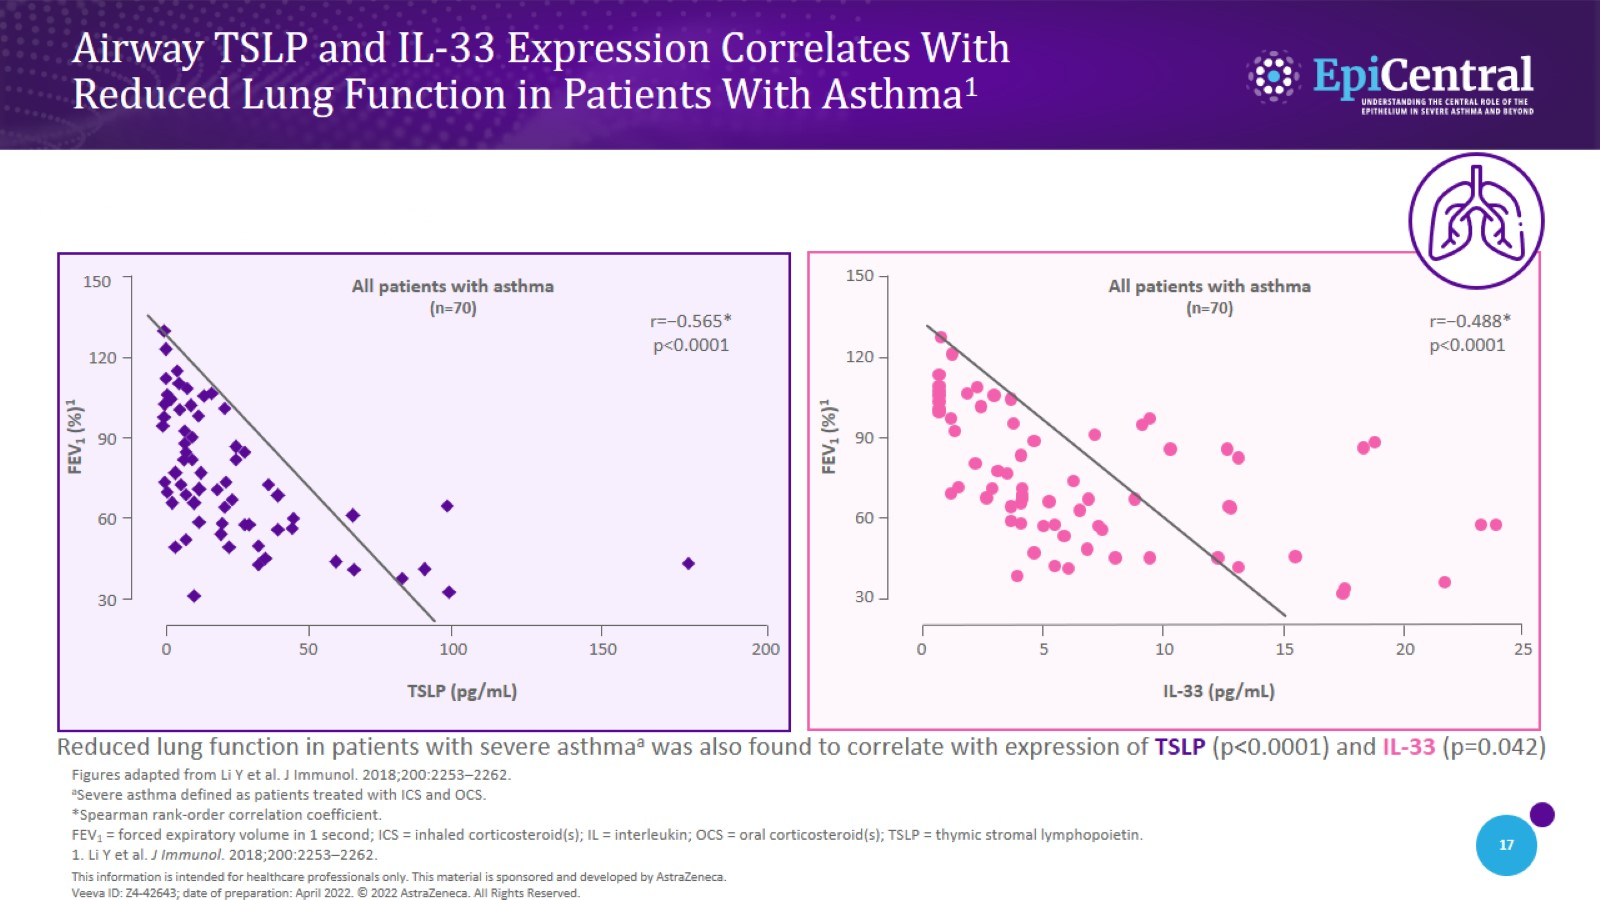 Airway TSLP and IL-33 Expression Correlates With
Reduced Lung Function in Patients With Asthma¹
EpiCentral
UNDERSTANDING THE CENTRAL ROLE OF THE
EPITHELIUM IN SEVERE ASTHMA AND BEYOND
All patients with asthma
(n=70)
r=−0.565*
p<0.0001
150
120
90
60
30
FEV₁ (%)¹
0
50
100
150
200
TSLP (pg/mL)
All patients with asthma
(n=70)
r=−0.488*
p<0.0001
150
120
90
60
30
FEV₁ (%)¹
0
5
10
15
20
25
IL-33 (pg/mL)
Reduced lung function in patients with severe asthmaᵃ was also found to correlate with expression of TSLP (p<0.0001) and IL-33 (p=0.042)
Figures adapted from Li Y et al. J Immunol. 2018;200:2253–2262.
ᵃSevere asthma defined as patients treated with ICS and OCS.
*Spearman rank-order correlation coefficient.
FEV₁ = forced expiratory volume in 1 second; ICS = inhaled corticosteroid(s); IL = interleukin; OCS = oral corticosteroid(s); TSLP = thymic stromal lymphopoietin.
1. Li Y et al. J Immunol. 2018;200:2253–2262.
This information is intended for healthcare professionals only. This material is sponsored and developed by AstraZeneca.
Veeva ID: Z4-42643; date of preparation: April 2022. © 2022 AstraZeneca. All Rights Reserved.
17